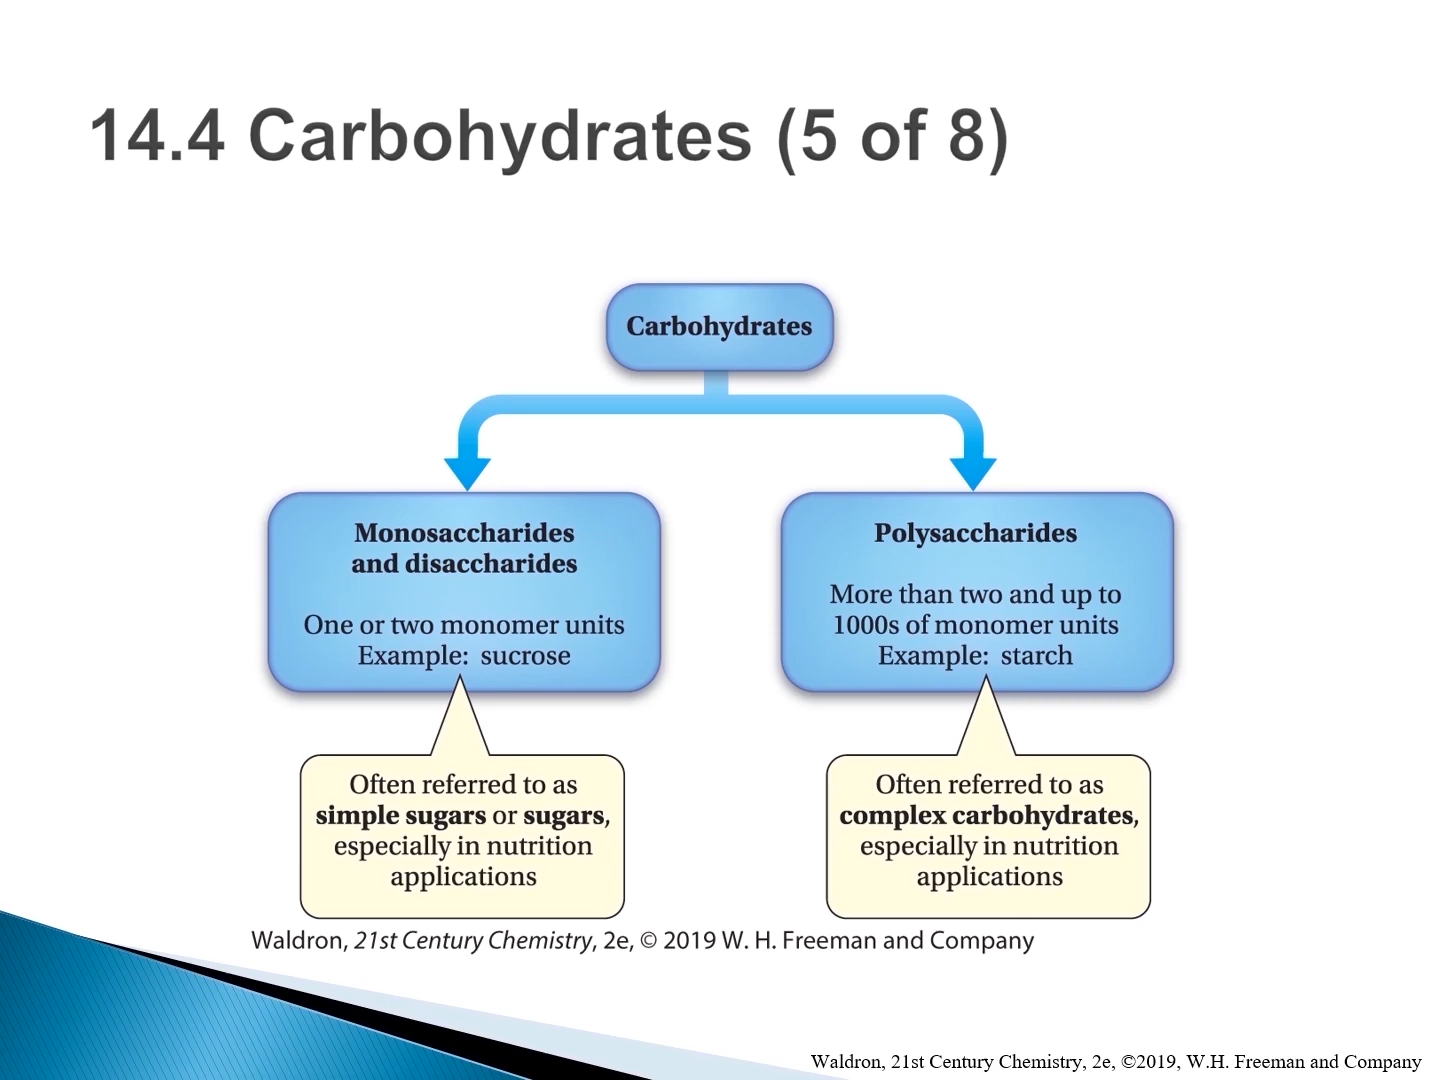 14.4 Carbohydrates (5 of 8)
Carbohydrates
Monosaccharides
and disaccharides
One or two monomer units
Example: sucrose
Polysaccharides
More than two and up to
1000s of monomer units
Example: starch
Often referred to as
simple sugars or sugars,
especially in nutrition
applications
Often referred to as
complex carbohydrates,
especially in nutrition
applications
Waldron, 21st Century Chemistry, 2e, © 2019 W. H. Freeman and Company
Waldron, 21st Century Chemistry, 2e, ©2019, W.H. Freeman and Company